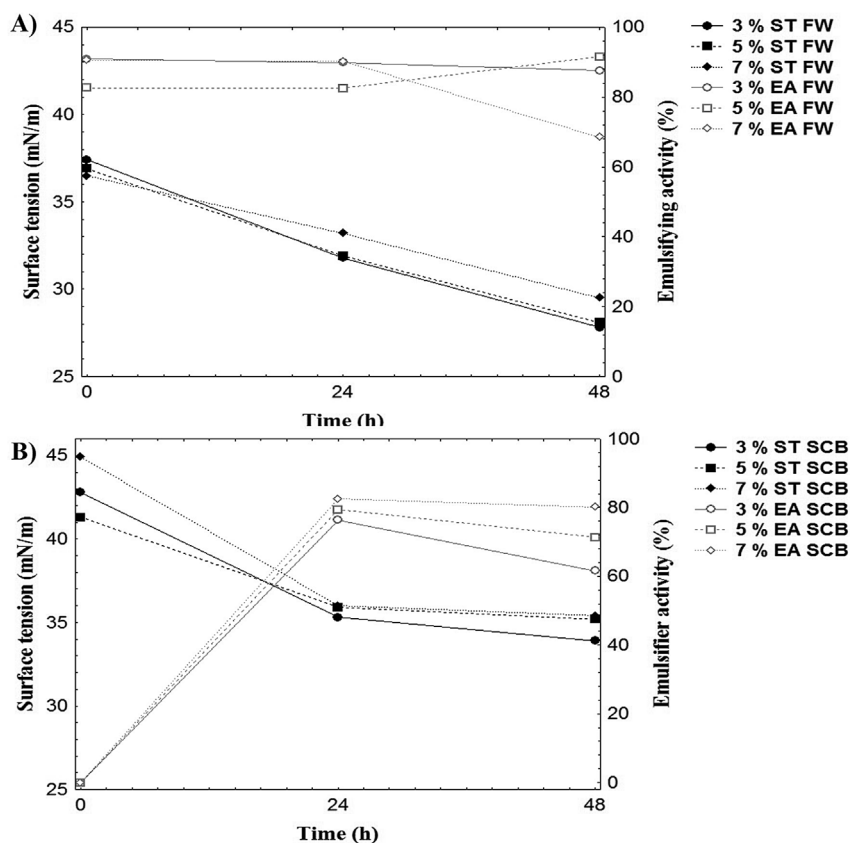 A)
45
40
35
30
25
Surface tension (mN/m)
100
80
60
40
20
0
Emulsifying activity (%)
0
24
48
Time (h)
3 % ST FW
5 % ST FW
7 % ST FW
3 % EA FW
5 % EA FW
7 % EA FW
B)
45
40
35
30
25
Surface tension (mN/m)
100
80
60
40
20
0
Emulsifier activity (%)
0
24
48
Time (h)
3 % ST SCB
5 % ST SCB
7 % ST SCB
3 % EA SCB
5 % EA SCB
7 % EA SCB